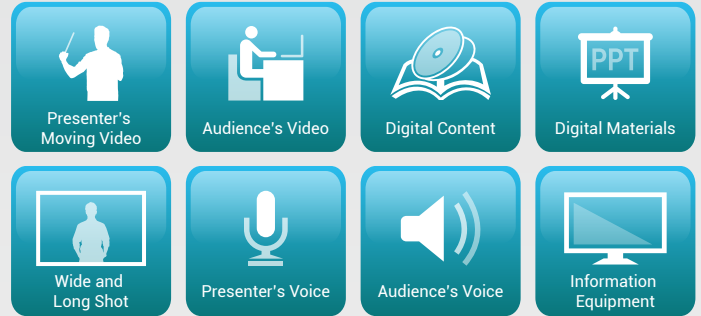 Presenter's
Moving Video
Audience's Video
Digital Content
PPT
Digital Materials
Wide and
Long Shot
Presenter's Voice
Audience's Voice
Information
Equipment